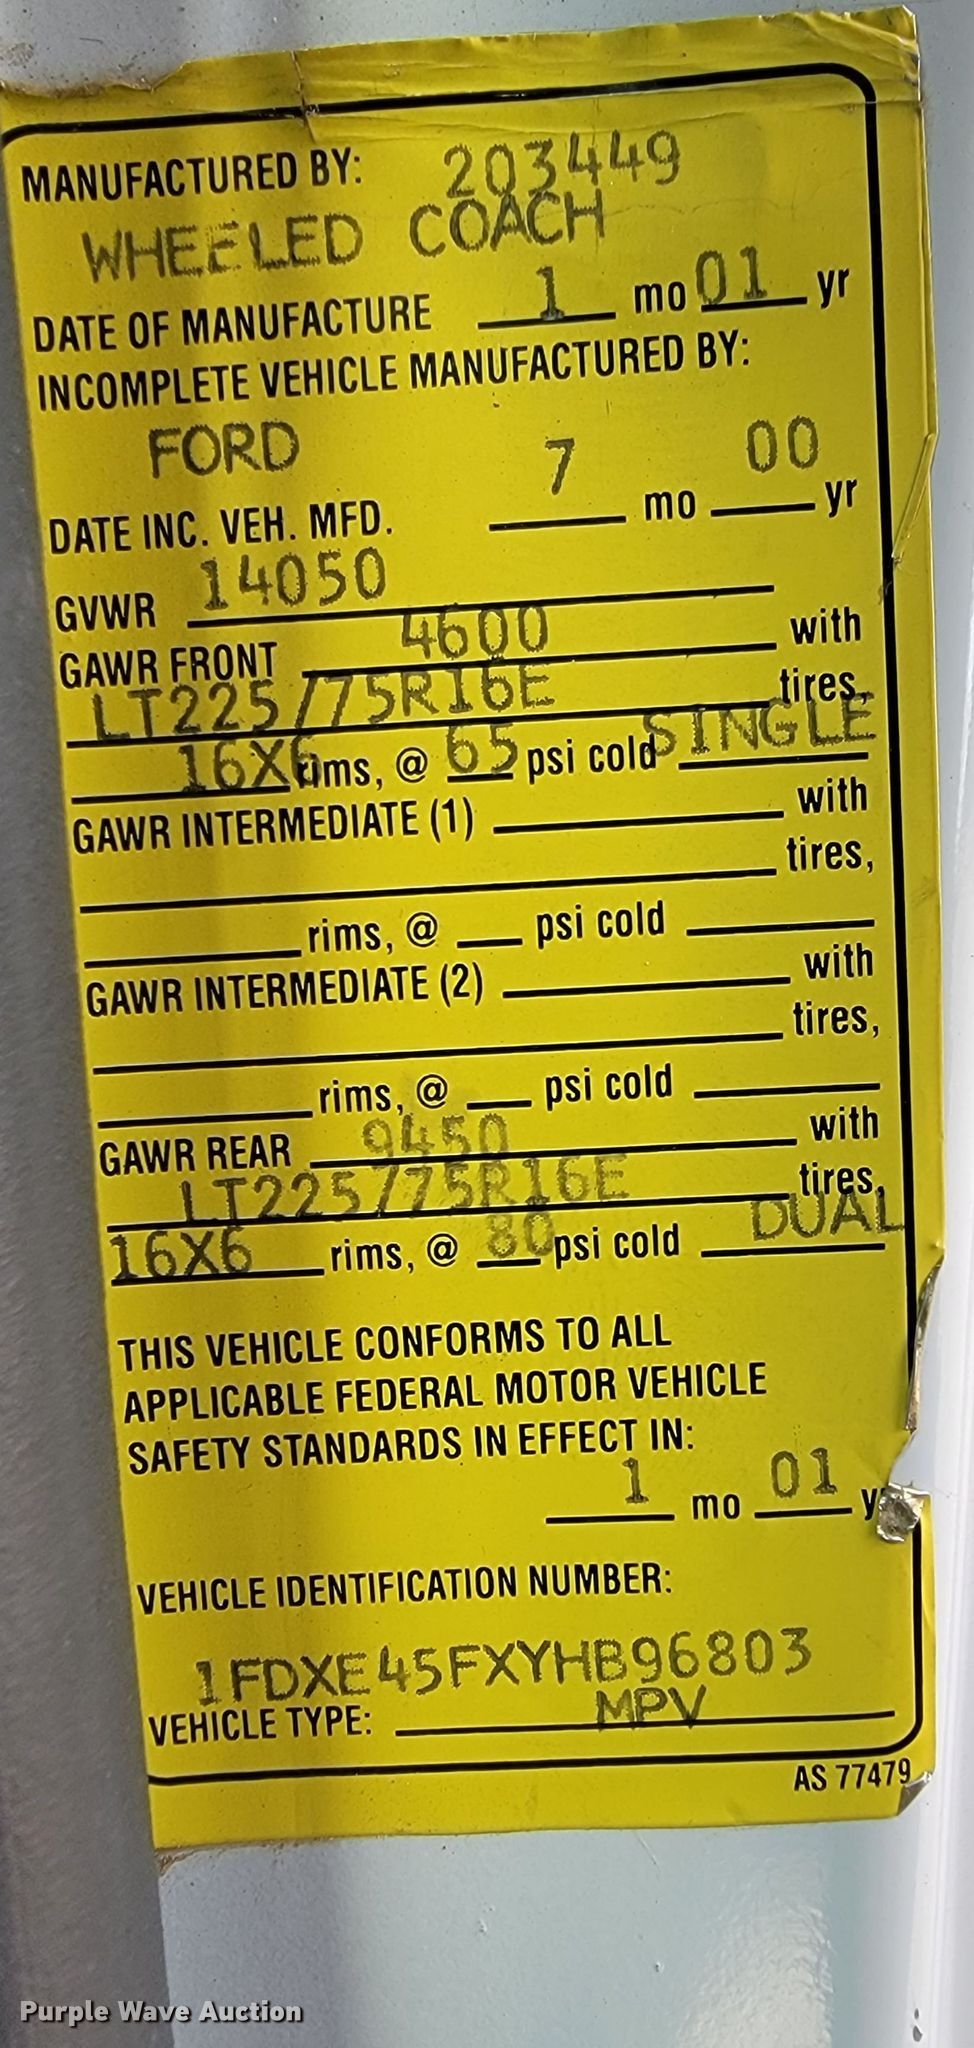 MANUFACTURED BY: 203449
WHEELED COACH
DATE OF MANUFACTURE 1 mo 01 yr
INCOMPLETE VEHICLE MANUFACTURED BY:
FORD 7 00
DATE INC. VEH. MFD. mo yr
GVWR 14050
GAWR FRONT 4600 with
LT225/75R16E tires,
16X6 rims, @ 65 psi cold SINGLE
GAWR INTERMEDIATE (1) with
tires,
rims, @ psi cold
GAWR INTERMEDIATE (2) with
tires,
rims, @ psi cold
GAWR REAR 9450 with
LT225/75R16E tires,
16X6 rims, @ 80 psi cold DUAL
THIS VEHICLE CONFORMS TO ALL
APPLICABLE FEDERAL MOTOR VEHICLE
SAFETY STANDARDS IN EFFECT IN:
1 mo 01 y
VEHICLE IDENTIFICATION NUMBER:
1FDXE45FXYHB96803
VEHICLE TYPE: MPV
AS 77479
Purple Wave Auction